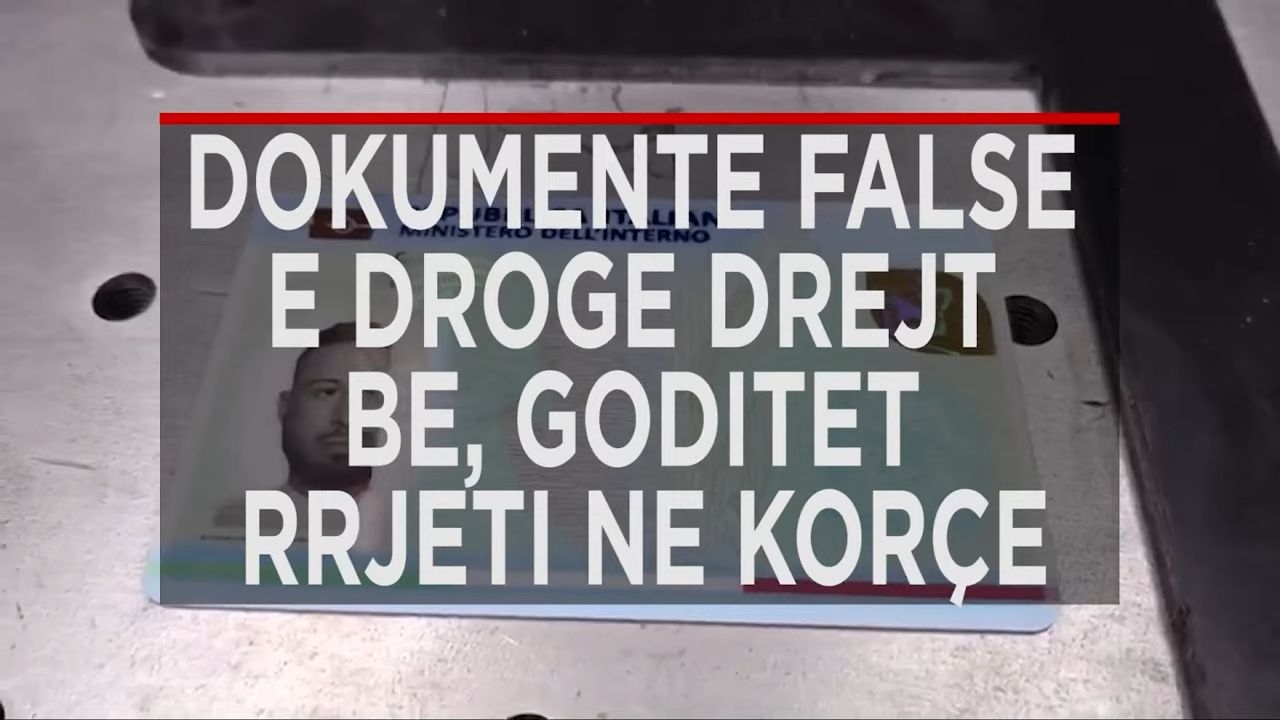 DOKUMENTE FALSE
E DROGE DREJT
BE, GODITET
RRJETI NE KORÇE
MINISTERO DELL'INTERNO